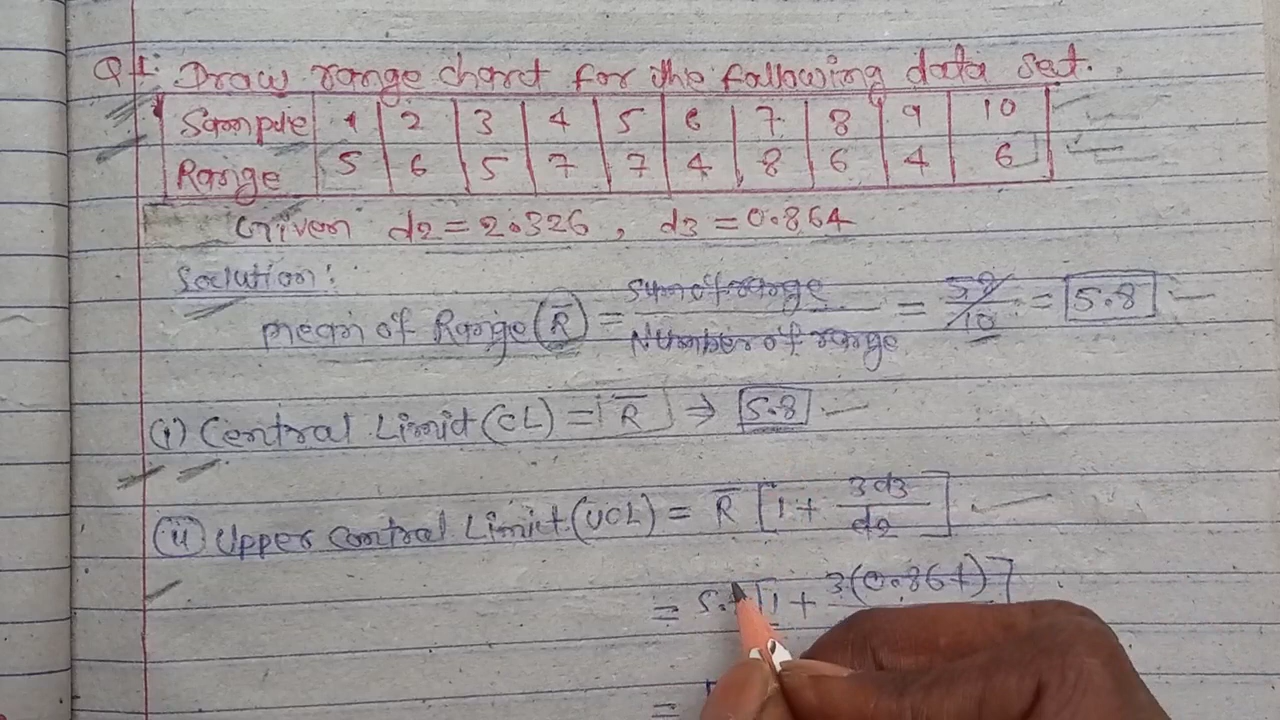 Q1: Draw range chart for the following data set.
Sample 1 2 3 4 5 6 7 8 9 10
Range 5 6 5 7 7 4 8 6 4 6
Given d2 = 2.326, d3 = 0.864
Solution:
mean of Range (R̅) = Sum of range / Number of range = 58/10 = 5.8
(i) Central Limit (CL) = R̅ ⇒ 5.8
(ii) Upper Control Limit (UCL) = R̅ [1 + 3d3/d2]
= [1 + 3(0.864)]
=